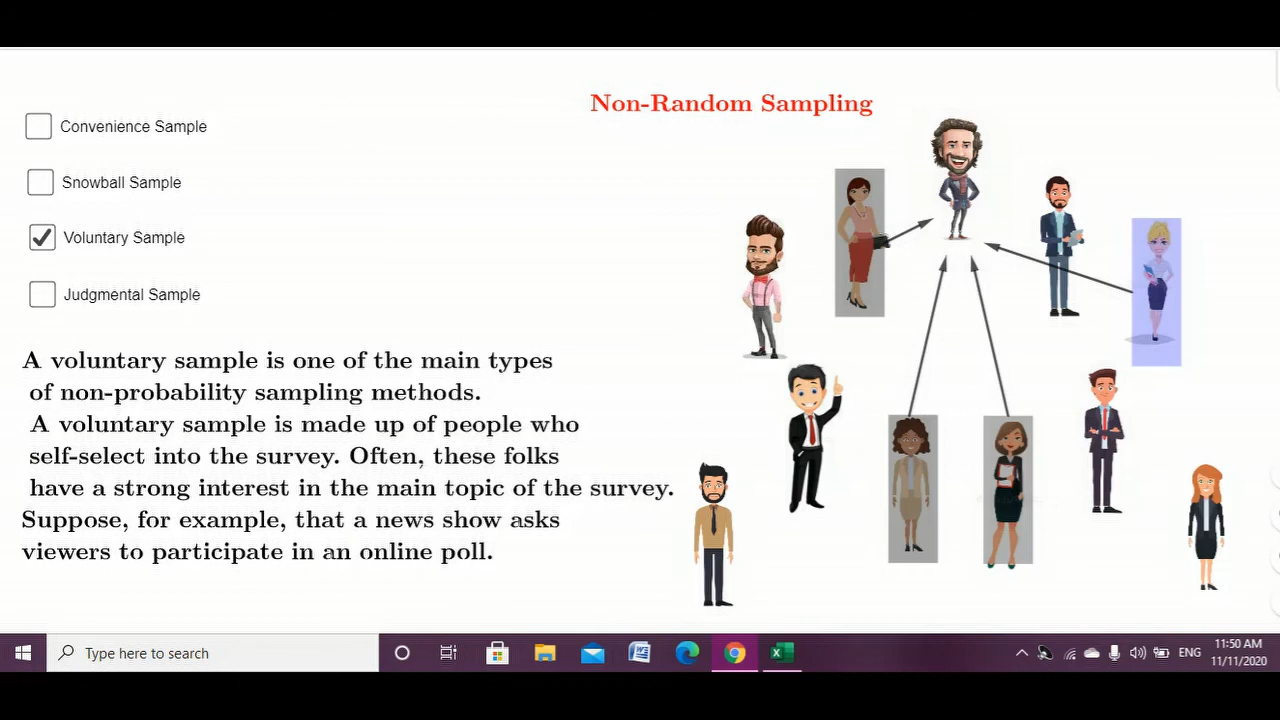 Non-Random Sampling
Convenience Sample
Snowball Sample
Voluntary Sample
Judgmental Sample
A voluntary sample is one of the main types
of non-probability sampling methods.
A voluntary sample is made up of people who
self-select into the survey. Often, these folks
have a strong interest in the main topic of the survey.
Suppose, for example, that a news show asks
viewers to participate in an online poll.
Type here to search
ENG
11:50 AM
11/11/2020